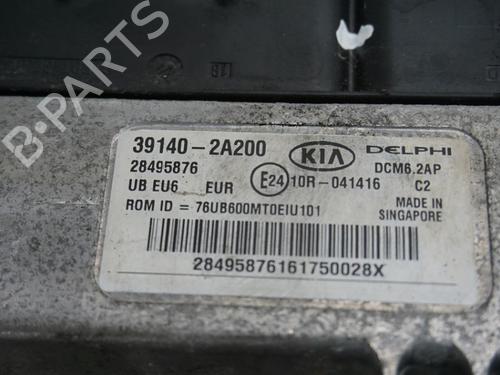 39140-2A200 KIA DELPHI
28495876 DCM6.2AP
UB EU6 EUR E24 10R-041416 C2
ROM ID = 76UB600MT0EIU101 MADE IN
SINGAPORE
28495876161750028X
B-PARTS